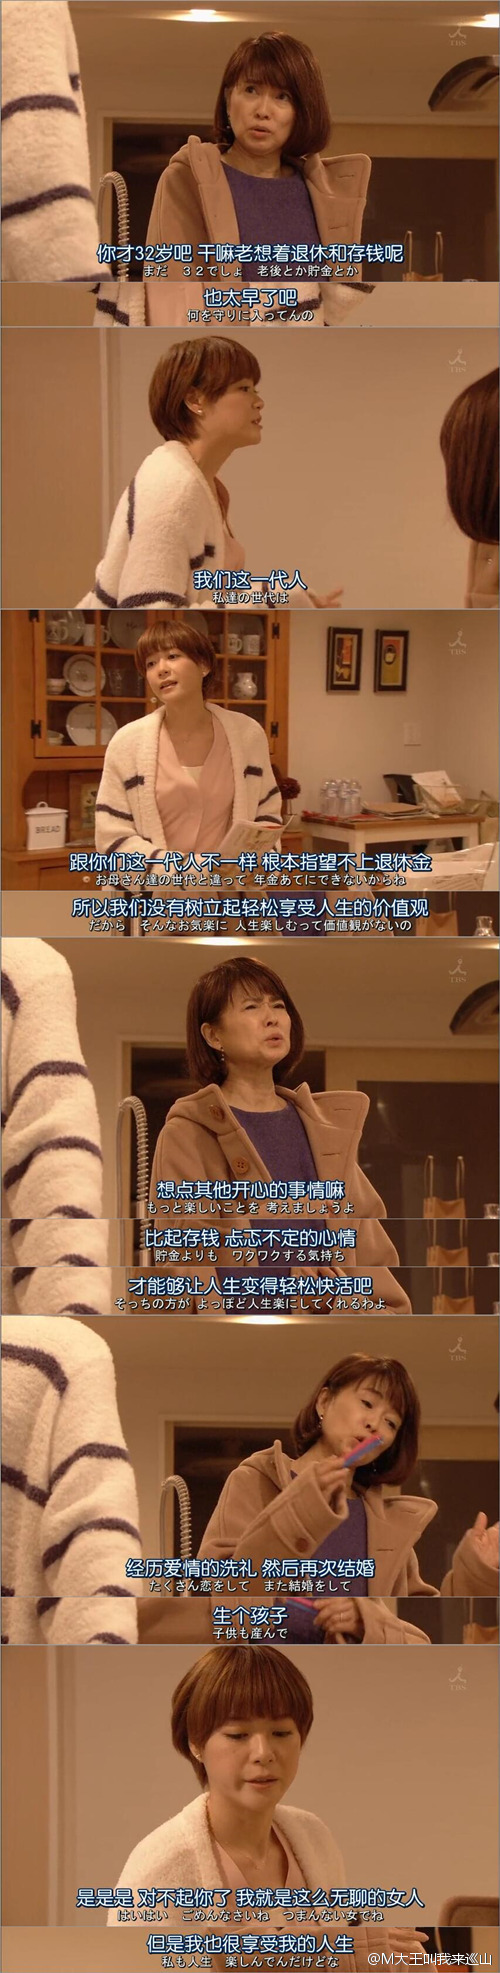 TBS
你才32岁吧 干嘛老想着退休和存钱呢
まだ 32でしょ 老後とか貯金とか
也太早了吧
何を守りに入ってんの
TBS
我们这一代人
私達の世代は
TBS
BREAD
跟你们这一代人不一样 根本指望不上退休金
お母さん達の世代と違って 年金あてにできないからね
所以我们没有树立起轻松享受人生的价值观
だから そんなお気楽に 人生楽しむって価値観がないの
TBS
想点其他开心的事情嘛
もっと楽しいことを 考えましょうよ
比起存钱 忐忑不定的心情
貯金よりも ワクワクする気持ち
才能够让人生变得轻松快活吧
そっちの方が よっぽど人生楽にしてくれるわよ
TBS
经历爱情的洗礼 然后再次结婚
たくさん恋をして また結婚をして
生个孩子
子供も産んで
TBS
是是是 对不起你了 我就是这么无聊的女人
はいはい ごめんなさいね つまんない女でね
但是我也很享受我的人生
私も人生 楽しんでんだけどな
@M大王叫我来巡山